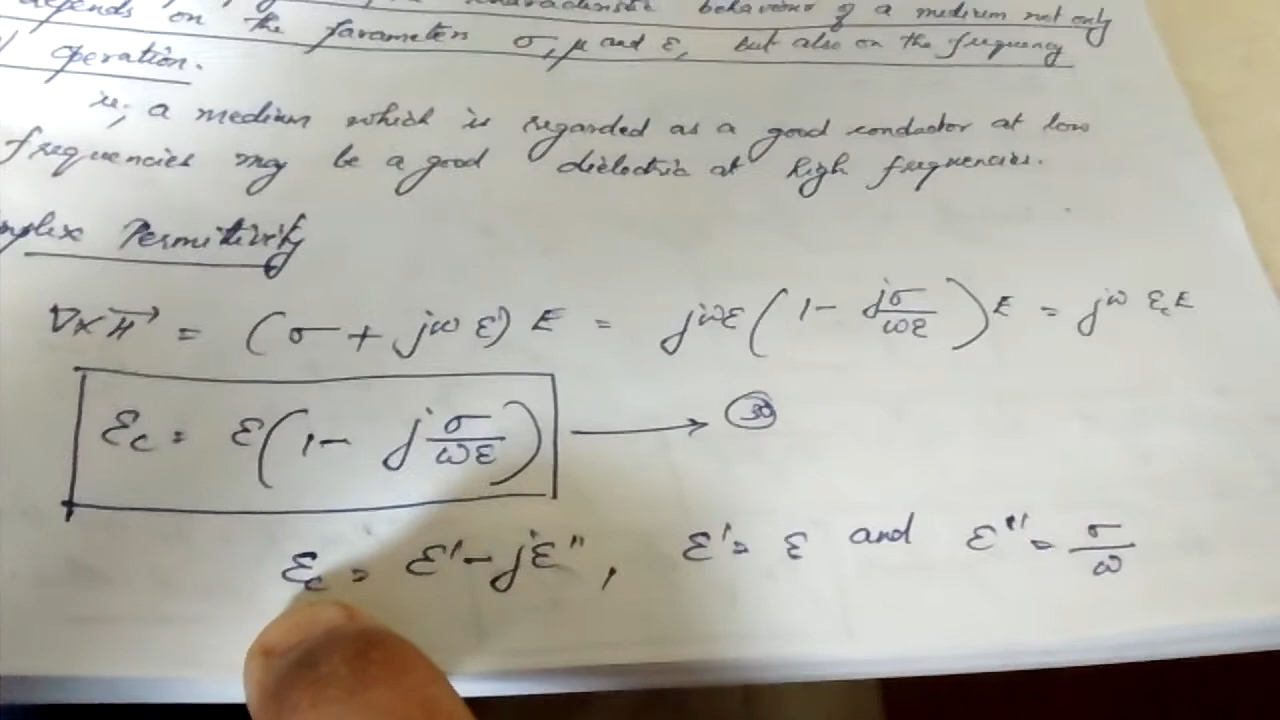 behaviour of a medium not only
depends on the parameters σ, μ and ε, but also on the frequency
operation.
ie; a medium which is regarded as a good conductor at low
frequencies may be a good dielectric at high frequencies.
Permitivity
∇×H⃗ = (σ + jωε) E = jωε(1 - jσ/ωε)E = jω ε_c E
ε_c = ε(1 - j σ/ωε) → 30
ε_c = ε' - jε'', ε' = ε and ε'' = σ/ω